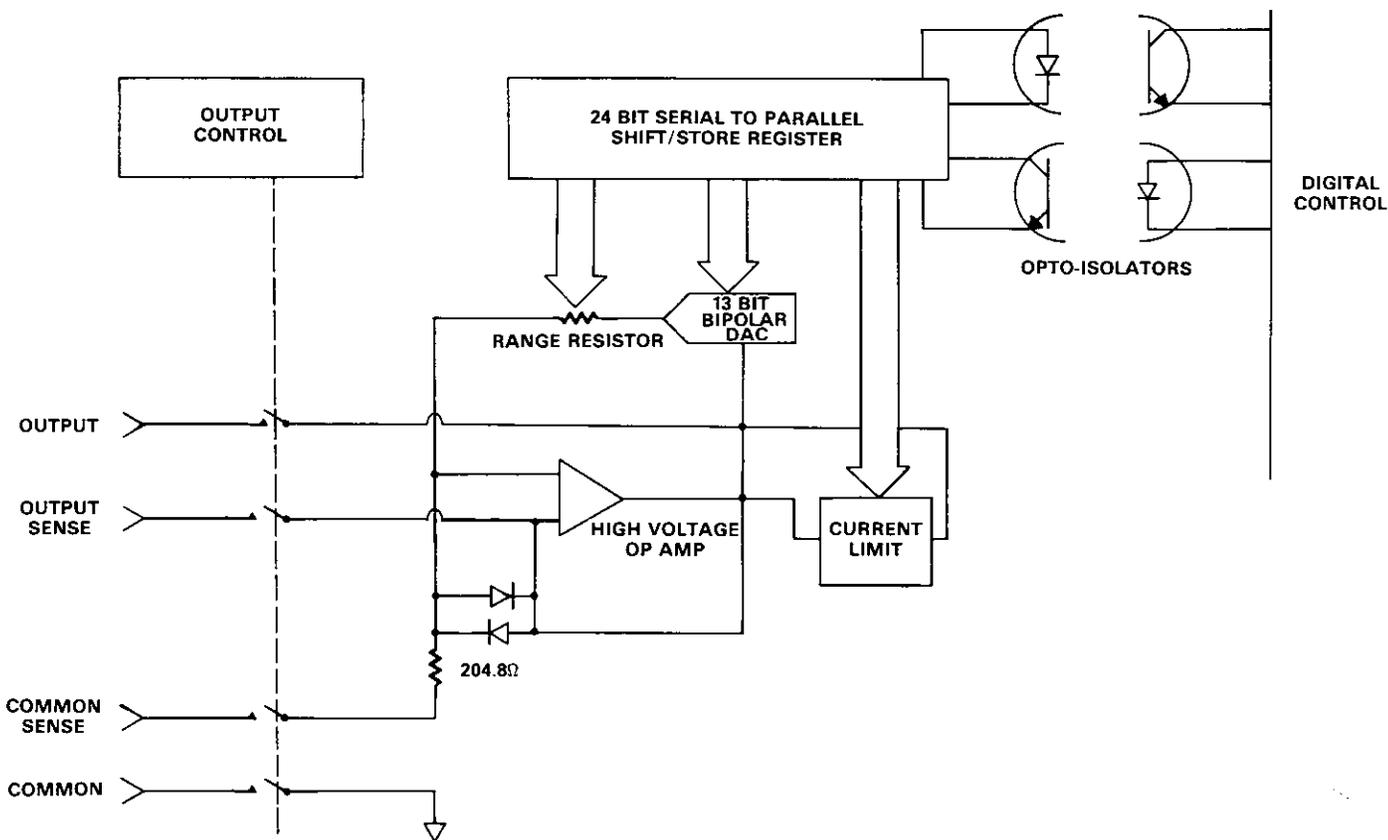 OUTPUT
CONTROL
24 BIT SERIAL TO PARALLEL
SHIFT/STORE REGISTER
DIGITAL
CONTROL
OPTO-ISOLATORS
13 BIT
BIPOLAR
DAC
RANGE RESISTOR
OUTPUT
OUTPUT
SENSE
HIGH VOLTAGE
OP AMP
CURRENT
LIMIT
204.8Ω
COMMON
SENSE
COMMON